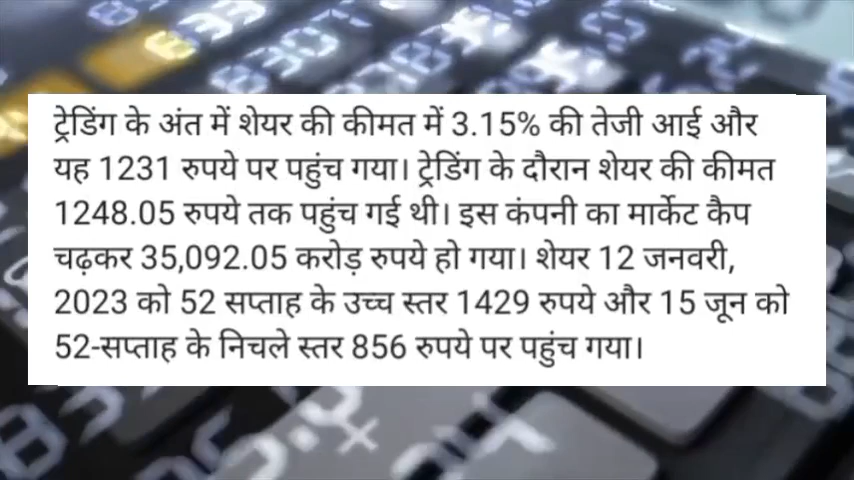 ट्रेडिंग के अंत में शेयर की कीमत में 3.15% की तेजी आई और
यह 1231 रुपये पर पहुंच गया। ट्रेडिंग के दौरान शेयर की कीमत
1248.05 रुपये तक पहुंच गई थी। इस कंपनी का मार्केट कैप
चढ़कर 35,092.05 करोड़ रुपये हो गया। शेयर 12 जनवरी,
2023 को 52 सप्ताह के उच्च स्तर 1429 रुपये और 15 जून को
52-सप्ताह के निचले स्तर 856 रुपये पर पहुंच गया।